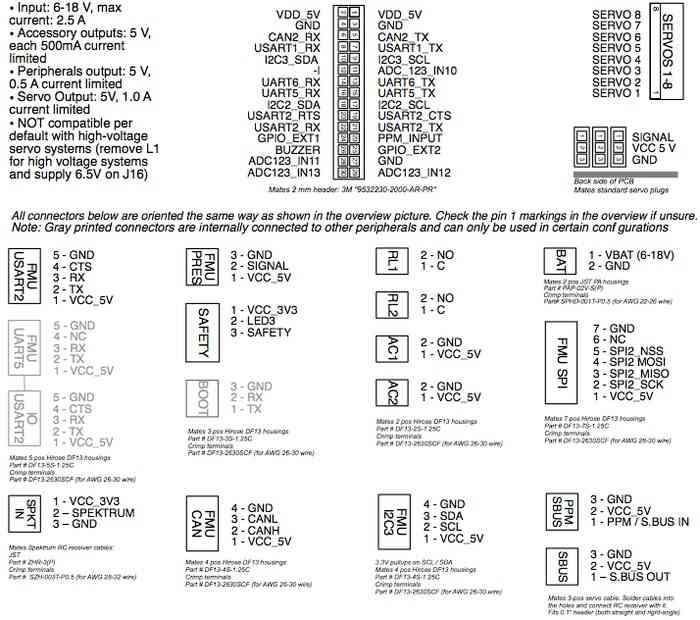 • Input: 6-18 V, max
current: 2.5 A
• Accessory outputs: 5 V,
each 500mA current
limited
• Peripherals output: 5 V,
0.5 A current limited
• Servo Output: 5V, 1.0 A
current limited
• NOT compatible per
default with high-voltage
servo systems (remove L1
for high voltage systems
and supply 6.5V on J16)
VDD_5V VDD_5V
GND GND
CAN2_RX CAN2_TX
USART1_RX USART1_TX
I2C3_SDA I2C3_SCL
-I ADC_123_IN10
UART6_RX UART6_TX
UART5_RX UART5_TX
I2C2_SDA I2C2_SCL
USART2_RTS USART2_CTS
USART2_RX USART2_TX
GPIO_EXT1 PPM_INPUT
BUZZER GPIO_EXT2
ADC123_IN11 GND
ADC123_IN13 ADC123_IN12
Mates 2 mm header: 3M "9532230-2000-AR-PR"
SERVO 8
SERVO 7
SERVO 6
SERVO 5
SERVO 4
SERVO 3
SERVO 2
SERVO 1
SERVOS 1-8
8
1
1 1 1 SIGNAL
2 2 2 VCC 5 V
3 3 3 GND
Back side of PCB
Mates standard servo plugs
All connectors below are oriented the same way as shown in the overview picture. Check the pin 1 markings in the overview if unsure.
Note: Gray printed connectors are internally connected to other peripherals and can only be used in certain conf gurations
FMU
USART2
5 - GND
4 - CTS
3 - RX
2 - TX
1 - VCC_5V
FMU
UART5
5 - GND
4 - NC
3 - RX
2 - TX
1 - VCC_5V
IO
USART2
5 - GND
4 - CTS
3 - RX
2 - TX
1 - VCC_5V
Mates 5 pos Hirose DF13 housings
Part # DF13-5S-1.25C
Crimp terminals
Part # DF13-2630SCF (for AWG 26-30 wire)
SPKT
IN
1 - VCC_3V3
2 – SPEKTRUM
3 – GND
Mates Spektrum RC receiver cables:
JST
Part # ZHR-3(P)
Crimp terminals
Part # SZH-003T-P0.5 (for AWG 28-32 wire)
FMU
PRES
3 - GND
2 - SIGNAL
1 - VCC_5V
SAFETY
1 - VCC_3V3
2 - LED3
3 - SAFETY
BOOT
3 - GND
2 - RX
1 - TX
Mates 3 pos Hirose DF13 housings
Part # DF13-3S-1.25C
Crimp terminals
Part # DF13-2630SCF (for AWG 26-30 wire)
FMU
CAN
4 - GND
3 - CANL
2 - CANH
1 - VCC_5V
Mates 4 pos Hirose DF13 housings
Part # DF13-4S-1.25C
Crimp terminals
Part # DF13-2630SCF (for AWG 26-30 wire)
RL1
2 - NO
1 - C
RL2
2 - NO
1 - C
AC1
2 - GND
1 - VCC_5V
AC2
2 - GND
1 - VCC_5V
Mates 2 pos Hirose DF13 housings
Part # DF13-2S-1.25C
Crimp terminals
Part # DF13-2630SCF (for AWG 26-30 wire)
FMU
I2C3
4 - GND
3 - SDA
2 - SCL
1 - VCC_5V
3.3V pullups on SCL / SDA
Mates 4 pos Hirose DF13 housings
Part # DF13-4S-1.25C
Crimp terminals
Part # DF13-2630SCF (for AWG 26-30 wire)
BAT
1 - VBAT (6-18V)
2 - GND
Mates 2 pos JST PA housings
Part # PAP-02V-S(P)
Crimp terminals
Part# SPHD-001T-P0.5 (for AWG 22-26 wire)
FMU SPI
7 - GND
6 - NC
5 - SPI2_NSS
4 - SPI2 MOSI
3 - SPI2_MISO
2 - SPI2_SCK
1 - VCC_5V
Mates 7 pos Hirose DF13 housings
Part # DF13-7S-1.25C
Crimp terminals
Part # DF13-2630SCF (for AWG 26-30 wire)
PPM
SBUS
3 - GND
2 - VCC_5V
1 - PPM / S.BUS IN
SBUS
3 - GND
2 - VCC_5V
1 – S.BUS OUT
Mates 3-pos servo cable. Solder cables into
the holes and connect RC receiver with it.
Fits 0.1" header (both straight and right-angle).